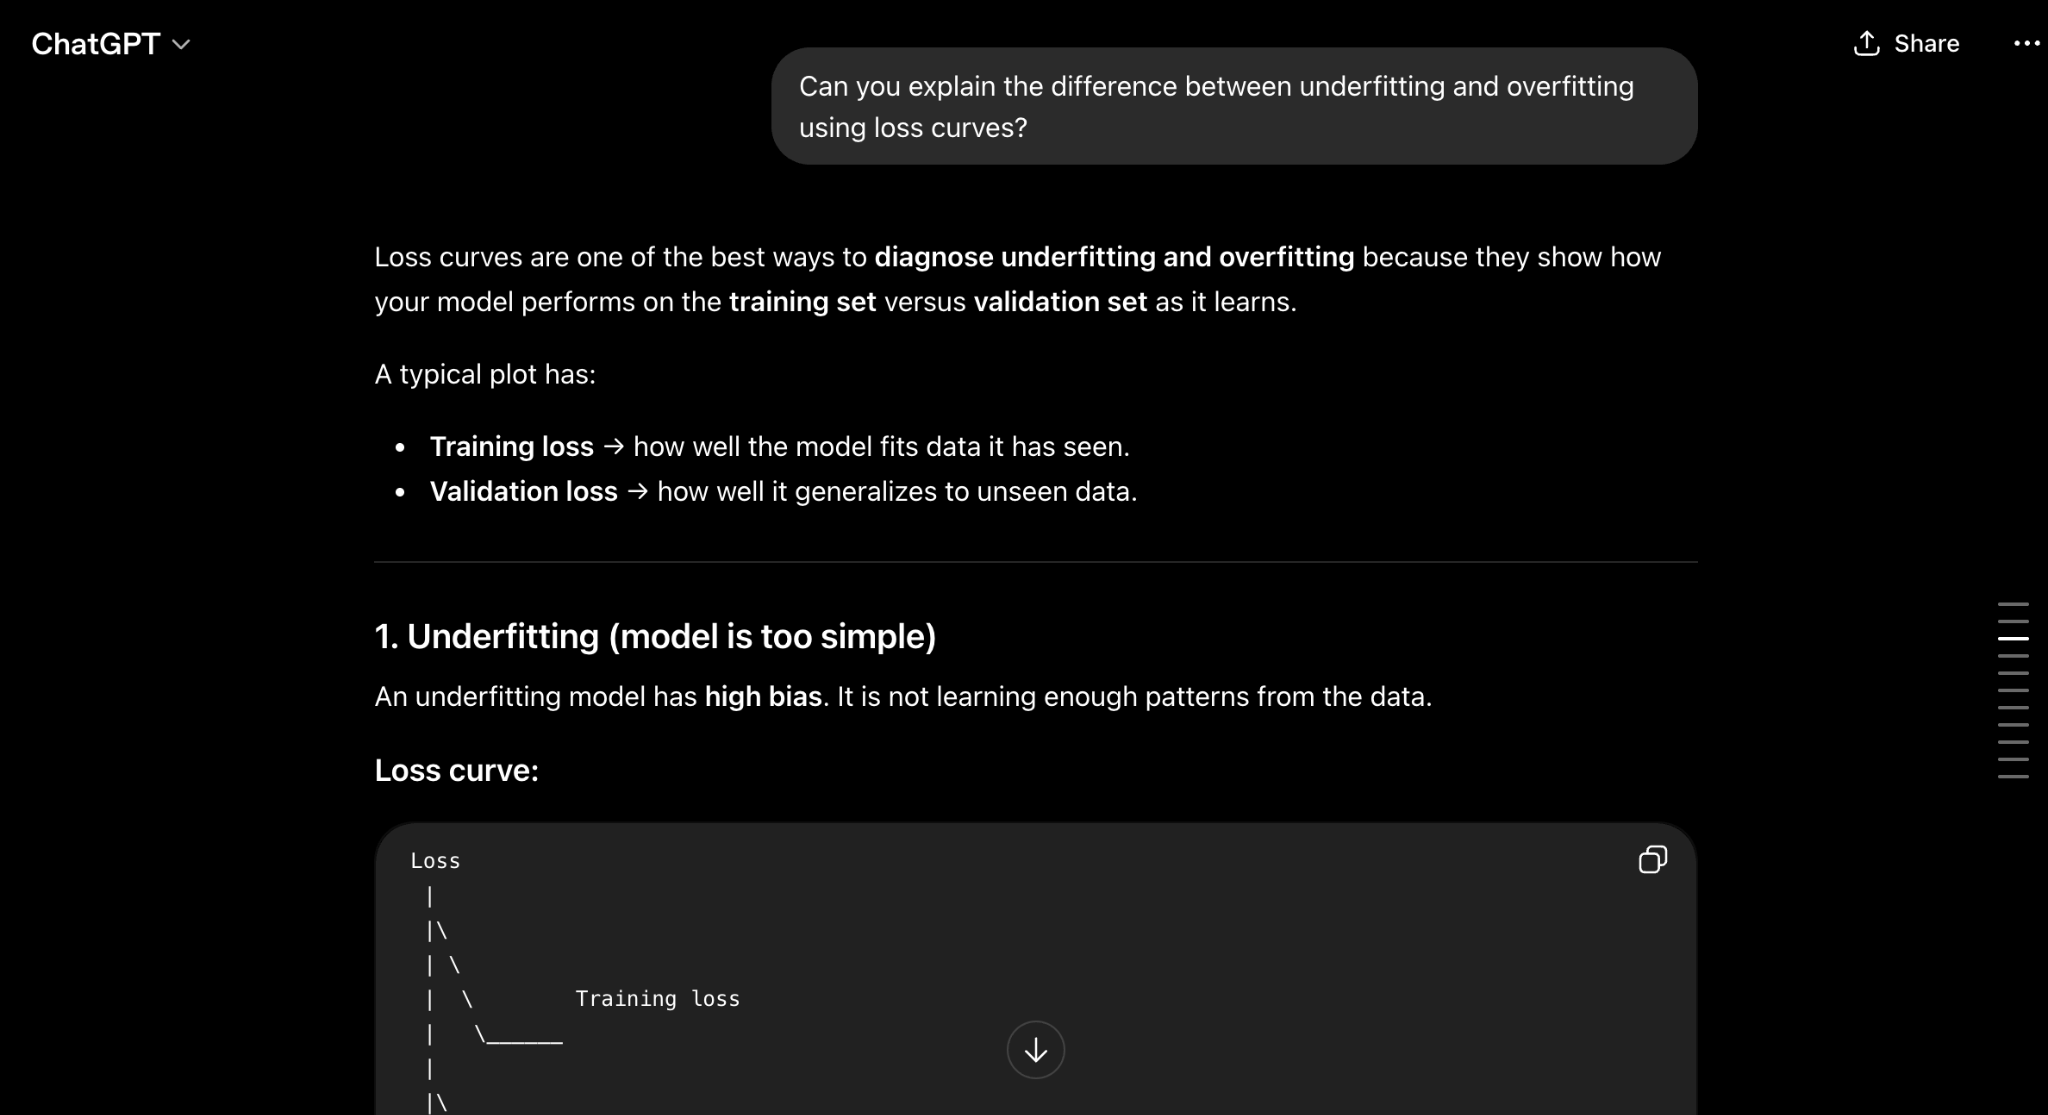 ChatGPT
Share
Can you explain the difference between underfitting and overfitting
using loss curves?
Loss curves are one of the best ways to diagnose underfitting and overfitting because they show how
your model performs on the training set versus validation set as it learns.
A typical plot has:
• Training loss → how well the model fits data it has seen.
• Validation loss → how well it generalizes to unseen data.
1. Underfitting (model is too simple)
An underfitting model has high bias. It is not learning enough patterns from the data.
Loss curve:
Loss
 |
 |\
 | \
 |  \        Training loss
 |   \______
 |
 |\